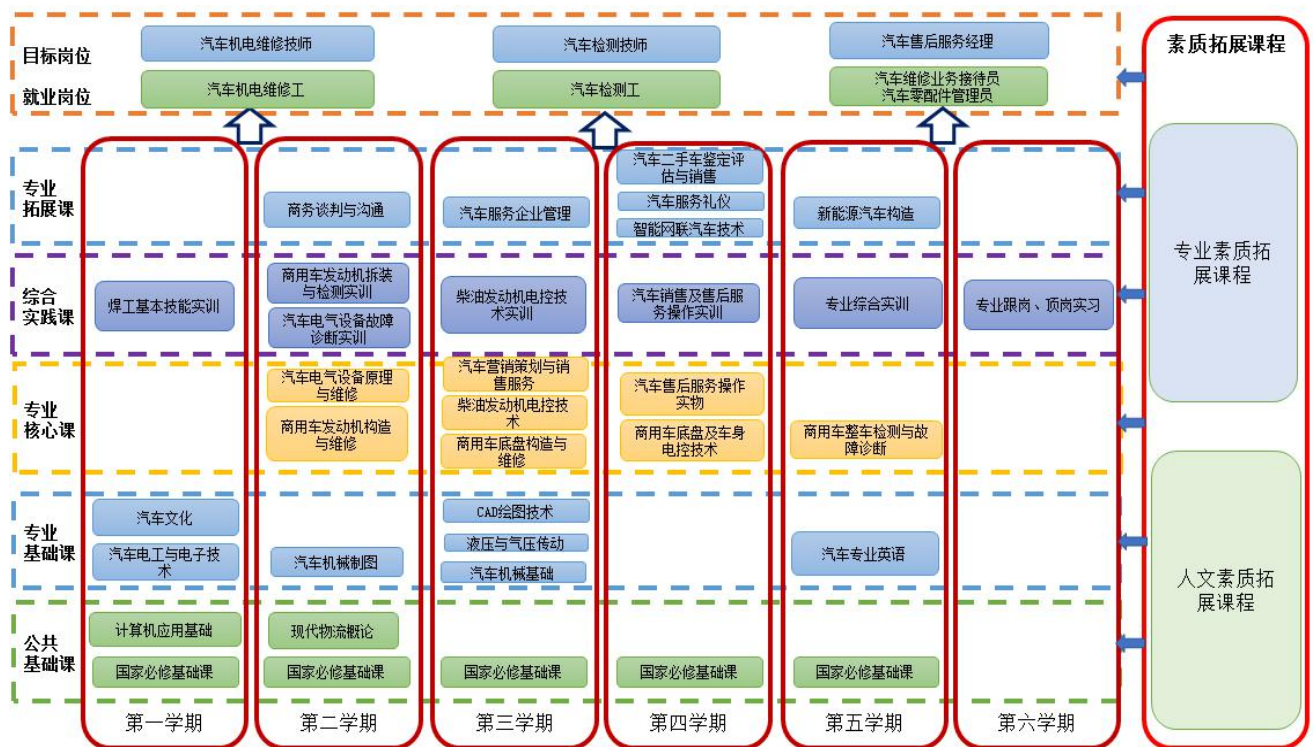 目标岗位
汽车机电维修技师
汽车检测技师
汽车售后服务经理
素质拓展课程
就业岗位
汽车机电维修工
汽车检测工
汽车维修业务接待员
汽车零配件管理员
专业
拓展课
商务谈判与沟通
汽车服务企业管理
汽车二手车鉴定评
估与销售
汽车服务礼仪
智能网联汽车技术
新能源汽车构造
专业素质拓
展课程
综合
实践课
焊工基本技能实训
商用车发动机拆装
与检测实训
汽车电气设备故障
诊断实训
柴油发动机电控技
术实训
汽车销售及售后服
务操作实训
专业综合实训
专业跟岗、顶岗实习
专业
核心课
汽车电气设备原理
与维修
商用车发动机构造
与维修
汽车营销策划与销
售服务
柴油发动机电控技
术
商用车底盘构造与
维修
汽车售后服务操作
实物
商用车底盘及车身
电控技术
商用车整车检测与故
障诊断
专业
基础课
汽车文化
汽车电工与电子技
术
汽车机械制图
CAD绘图技术
液压与气压传动
汽车机械基础
汽车专业英语
人文素质拓
展课程
公共
基础课
计算机应用基础
国家必修基础课
现代物流概论
国家必修基础课
国家必修基础课
国家必修基础课
国家必修基础课
第一学期
第二学期
第三学期
第四学期
第五学期
第六学期